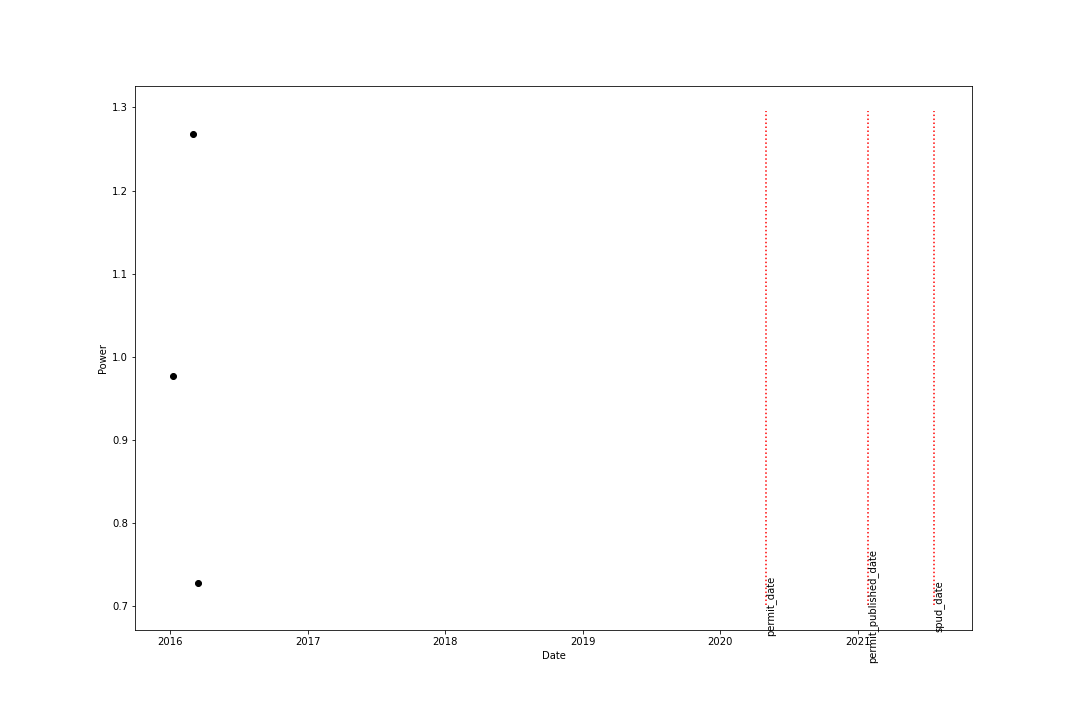 1.3
1.2
1.1
1.0
0.9
0.8
0.7
Power
2016
2017
2018
2019
2020
2021
Date
permit_date
permit_published_date
spud_date